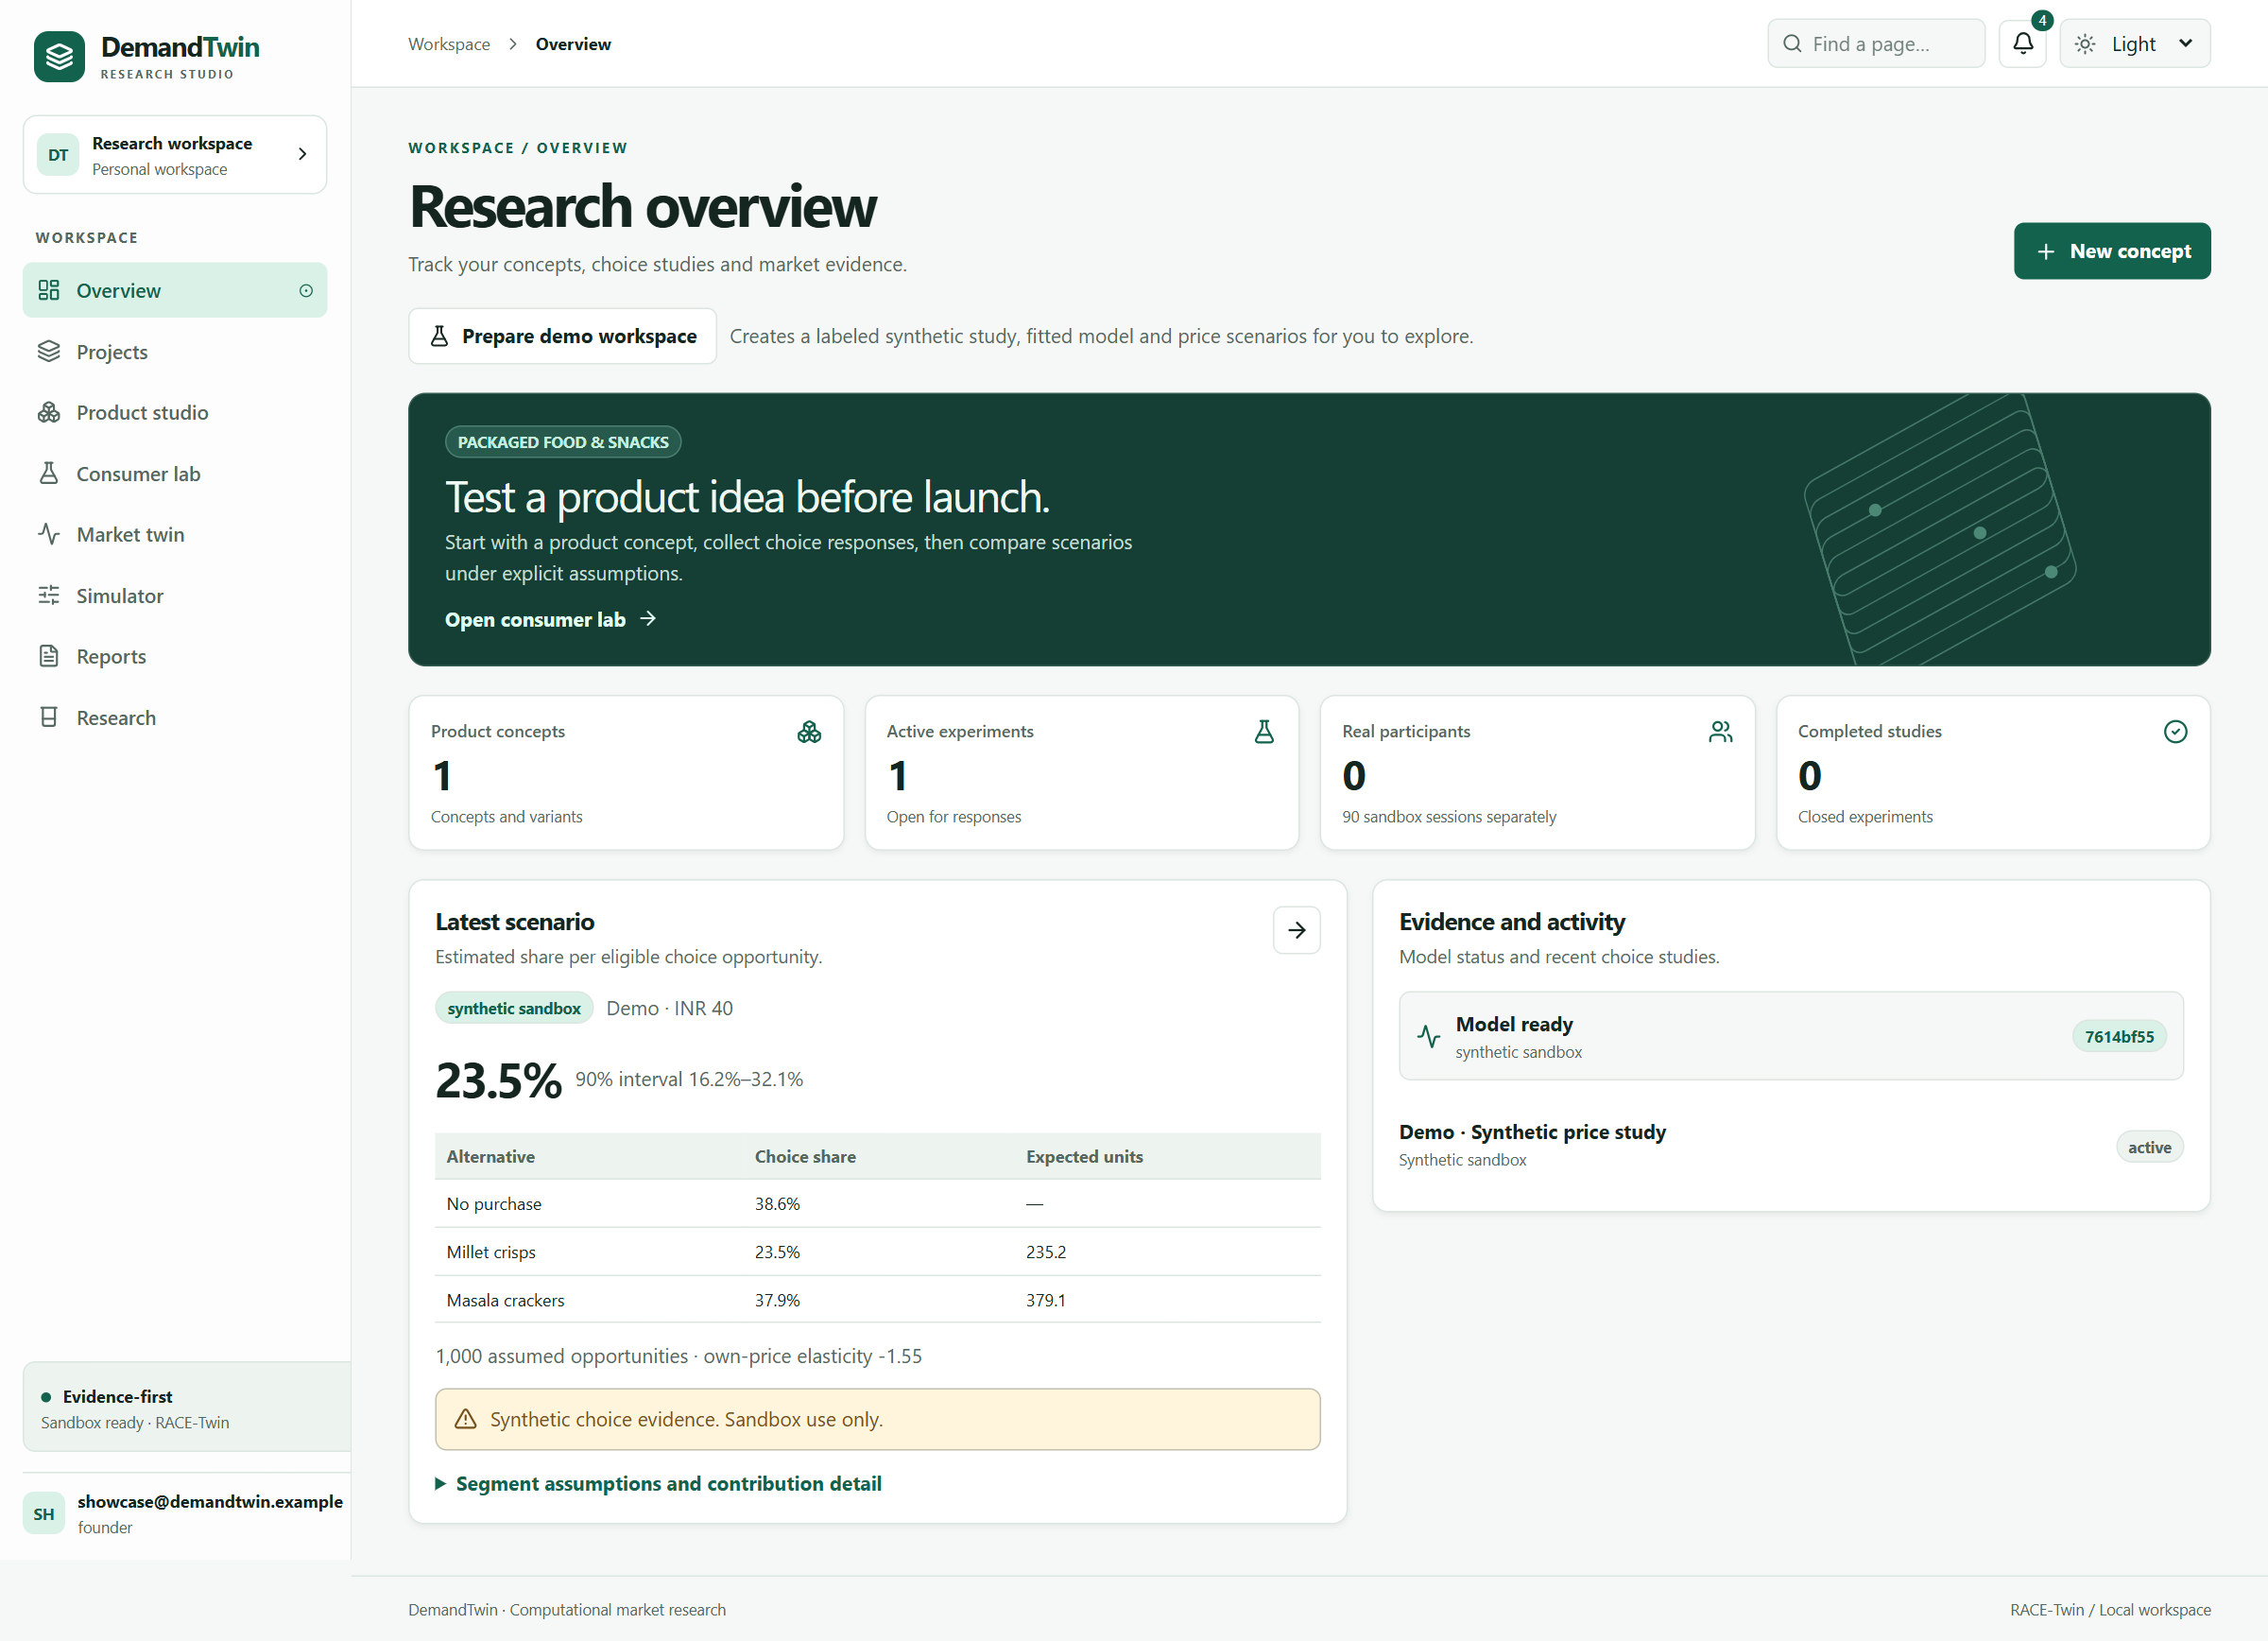 DemandTwin
RESEARCH STUDIO
DT
Research workspace
Personal workspace
WORKSPACE
Overview
Projects
Product studio
Consumer lab
Market twin
Simulator
Reports
Research
Evidence-first
Sandbox ready · RACE-Twin
SH
showcase@demandtwin.example
founder
Workspace > Overview
Find a page...
4
Light
WORKSPACE / OVERVIEW
Research overview
Track your concepts, choice studies and market evidence.
New concept
Prepare demo workspace
Creates a labeled synthetic study, fitted model and price scenarios for you to explore.
PACKAGED FOOD & SNACKS
Test a product idea before launch.
Start with a product concept, collect choice responses, then compare scenarios
under explicit assumptions.
Open consumer lab
Product concepts
1
Concepts and variants
Active experiments
1
Open for responses
Real participants
0
90 sandbox sessions separately
Completed studies
0
Closed experiments
Latest scenario
Estimated share per eligible choice opportunity.
synthetic sandbox Demo · INR 40
23.5% 90% interval 16.2%–32.1%
Alternative Choice share Expected units
No purchase 38.6% —
Millet crisps 23.5% 235.2
Masala crackers 37.9% 379.1
1,000 assumed opportunities · own-price elasticity -1.55
Synthetic choice evidence. Sandbox use only.
Segment assumptions and contribution detail
Evidence and activity
Model status and recent choice studies.
Model ready
synthetic sandbox
7614bf55
Demo · Synthetic price study
Synthetic sandbox
active
DemandTwin · Computational market research
RACE-Twin / Local workspace